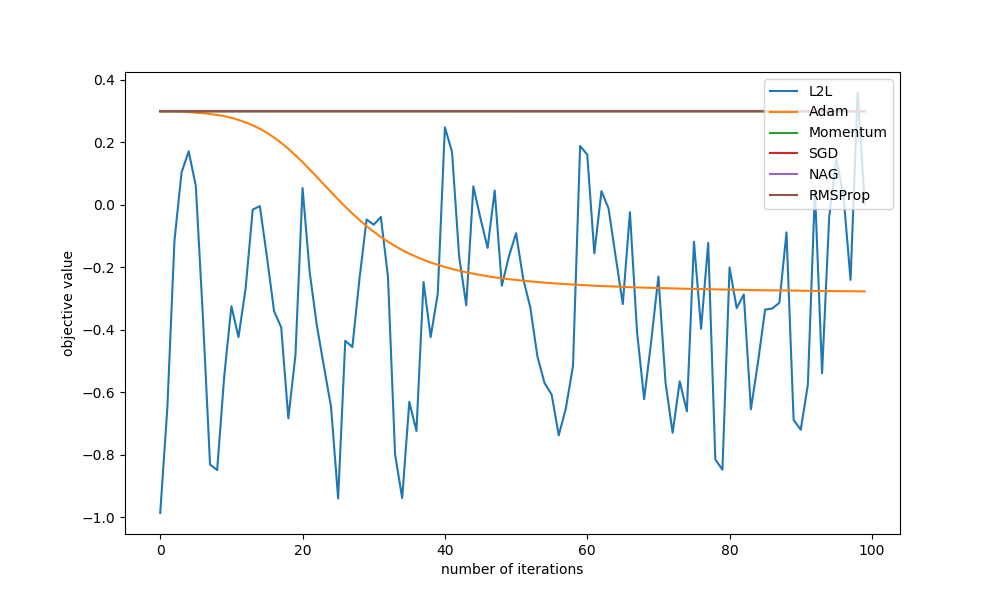 0.4
0.2
0.0
−0.2
−0.4
−0.6
−0.8
−1.0
objective value
0
20
40
60
80
100
number of iterations
L2L
Adam
Momentum
SGD
NAG
RMSProp